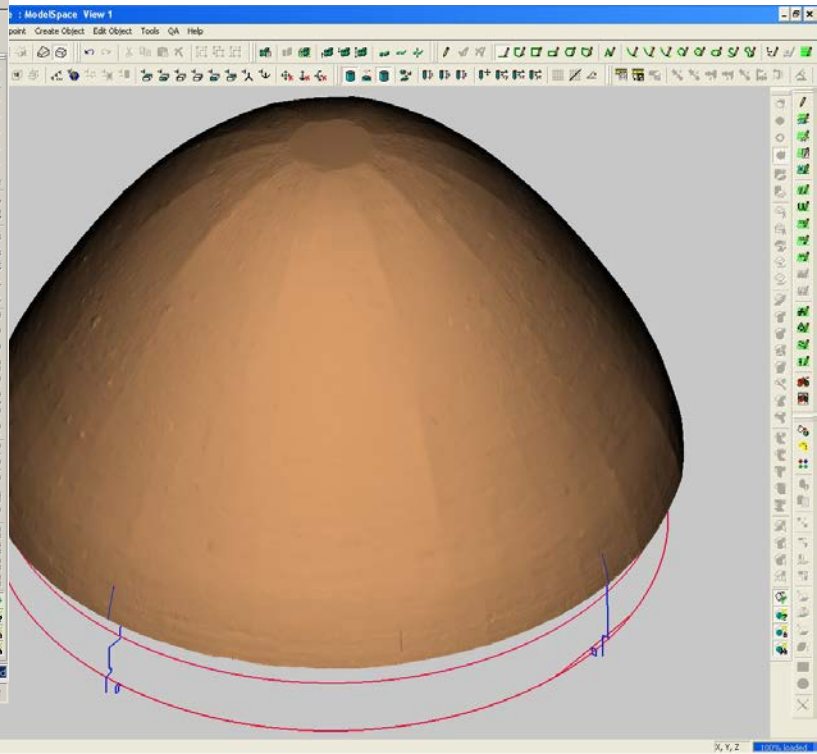 : ModelSpace View 1
point Create Object Edit Object Tools QA Help
X, Y, Z 100% loaded